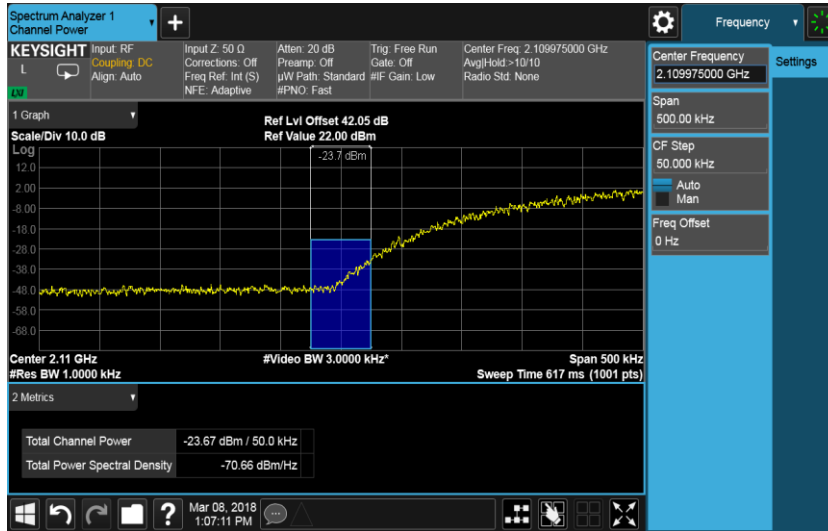 Spectrum Analyzer 1
Channel Power
Frequency
KEYSIGHT
L
Input: RF
Coupling: DC
Align: Auto
Input Z: 50 Ω
Corrections: Off
Freq Ref: Int (S)
NFE: Adaptive
Atten: 20 dB
Preamp: Off
µW Path: Standard
#PNO: Fast
Trig: Free Run
Gate: Off
#IF Gain: Low
Center Freq: 2.109975000 GHz
Avg|Hold:>10/10
Radio Std: None
Center Frequency
2.109975000 GHz
Settings
Span
500.00 kHz
CF Step
50.000 kHz
Auto
Man
Freq Offset
0 Hz
1 Graph
Scale/Div 10.0 dB
Ref Lvl Offset 42.05 dB
Ref Value 22.00 dBm
Log
-23.7 dBm
12.0
2.00
-8.00
-18.0
-28.0
-38.0
-48.0
-58.0
-68.0
Center 2.11 GHz
#Res BW 1.0000 kHz
#Video BW 3.0000 kHz*
Span 500 kHz
Sweep Time 617 ms (1001 pts)
2 Metrics
Total Channel Power -23.67 dBm / 50.0 kHz
Total Power Spectral Density -70.66 dBm/Hz
?
Mar 08, 2018
1:07:11 PM